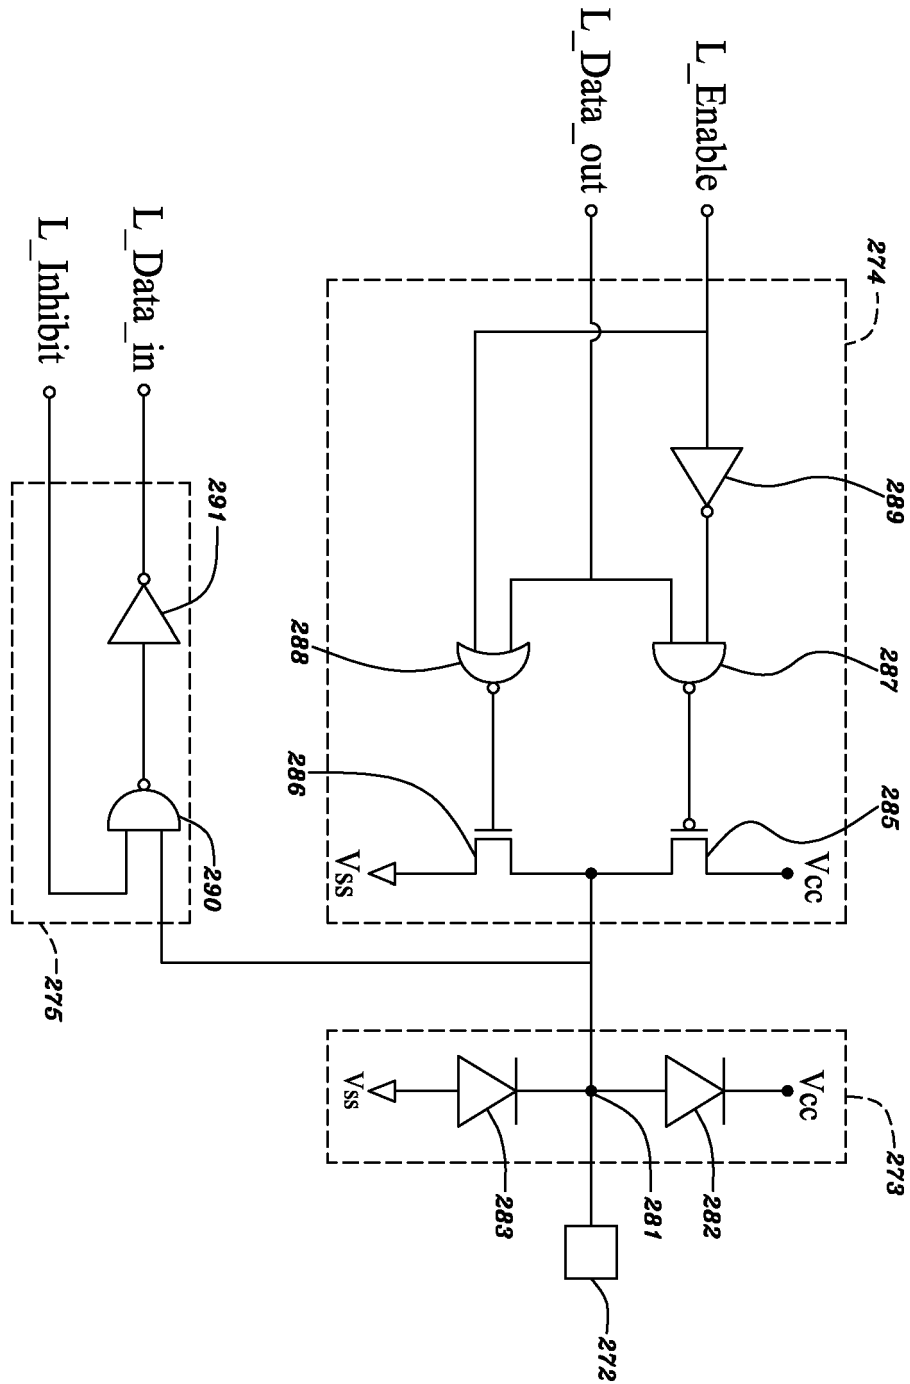 L_Enable
L_Data_out
L_Data_in
L_Inhibit
274
289
287
288
285
286
Vcc
Vss
291
290
275
Vcc
Vss
273
282
281
283
272